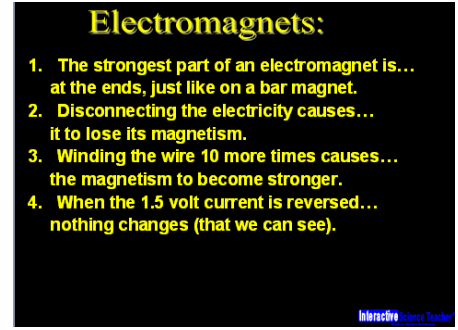 Electromagnets:
1. The strongest part of an electromagnet is…
at the ends, just like on a bar magnet.
2. Disconnecting the electricity causes…
it to lose its magnetism.
3. Winding the wire 10 more times causes…
the magnetism to become stronger.
4. When the 1.5 volt current is reversed…
nothing changes (that we can see).
Interactive Science Teacher